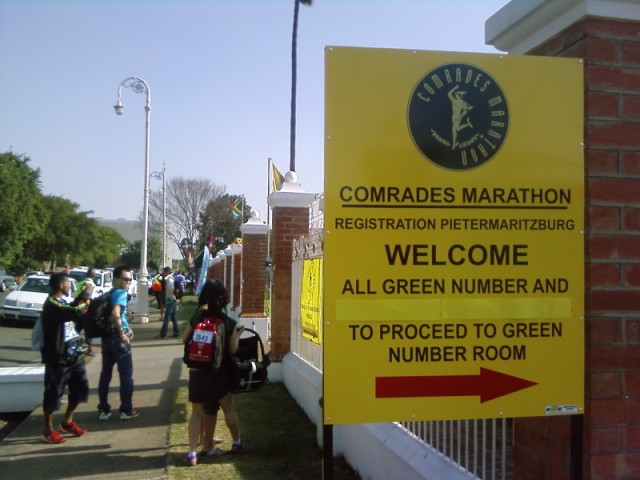 COMRADES MARATHON
COMRADES MARATHON
REGISTRATION PIETERMARITZBURG
WELCOME
ALL GREEN NUMBER AND
TO PROCEED TO GREEN
NUMBER ROOM